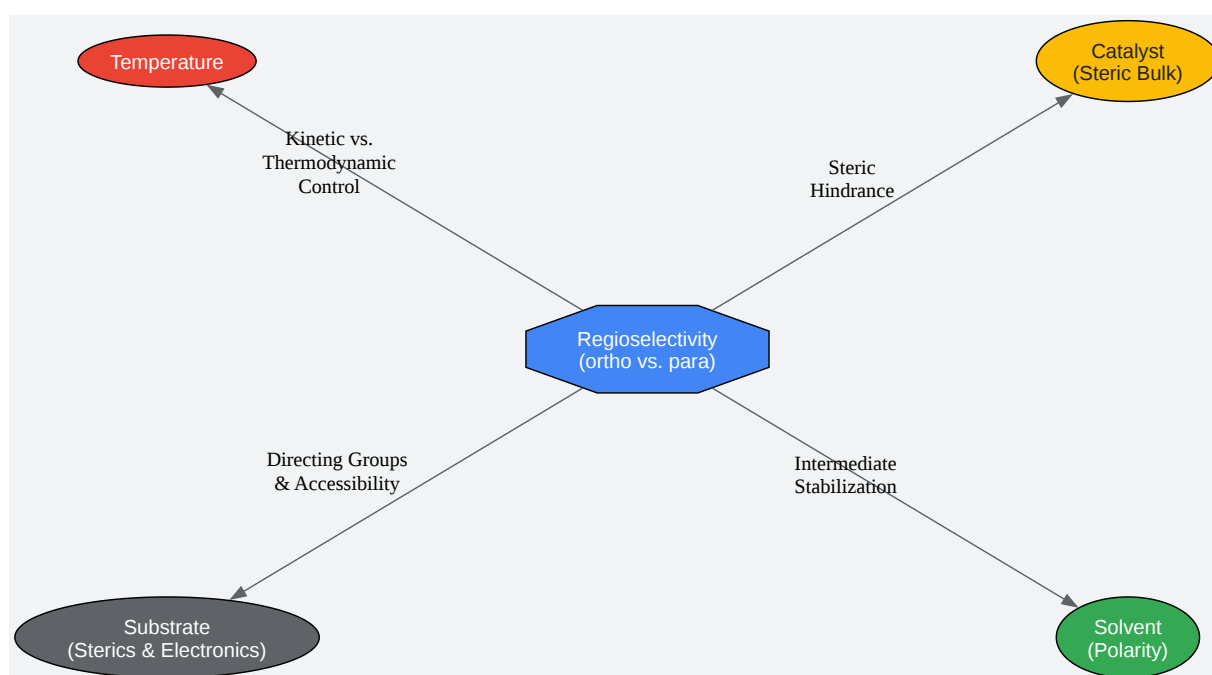 Temperature
Catalyst
(Steric Bulk)
Kinetic vs.
Thermodynamic
Control
Steric
Hindrance
Regioselectivity
(ortho vs. para)
Directing Groups
& Accessibility
Intermediate
Stabilization
Substrate
(Sterics & Electronics)
Solvent
(Polarity)